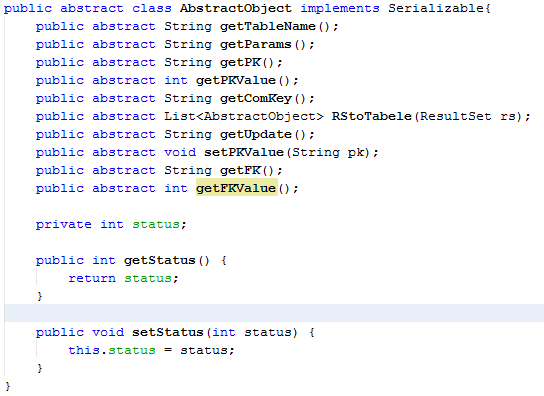 public abstract class AbstractObject implements Serializable{
public abstract String getTableName();
public abstract String getParams();
public abstract String getPK();
public abstract int getPKValue();
public abstract String getComKey();
public abstract List<AbstractObject> RStoTabele(ResultSet rs);
public abstract String getUpdate();
public abstract void setPKValue(String pk);
public abstract String getFK();
public abstract int getFKValue();
private int status;
public int getStatus() {
return status;
}
public void setStatus(int status) {
this.status = status;
}
}